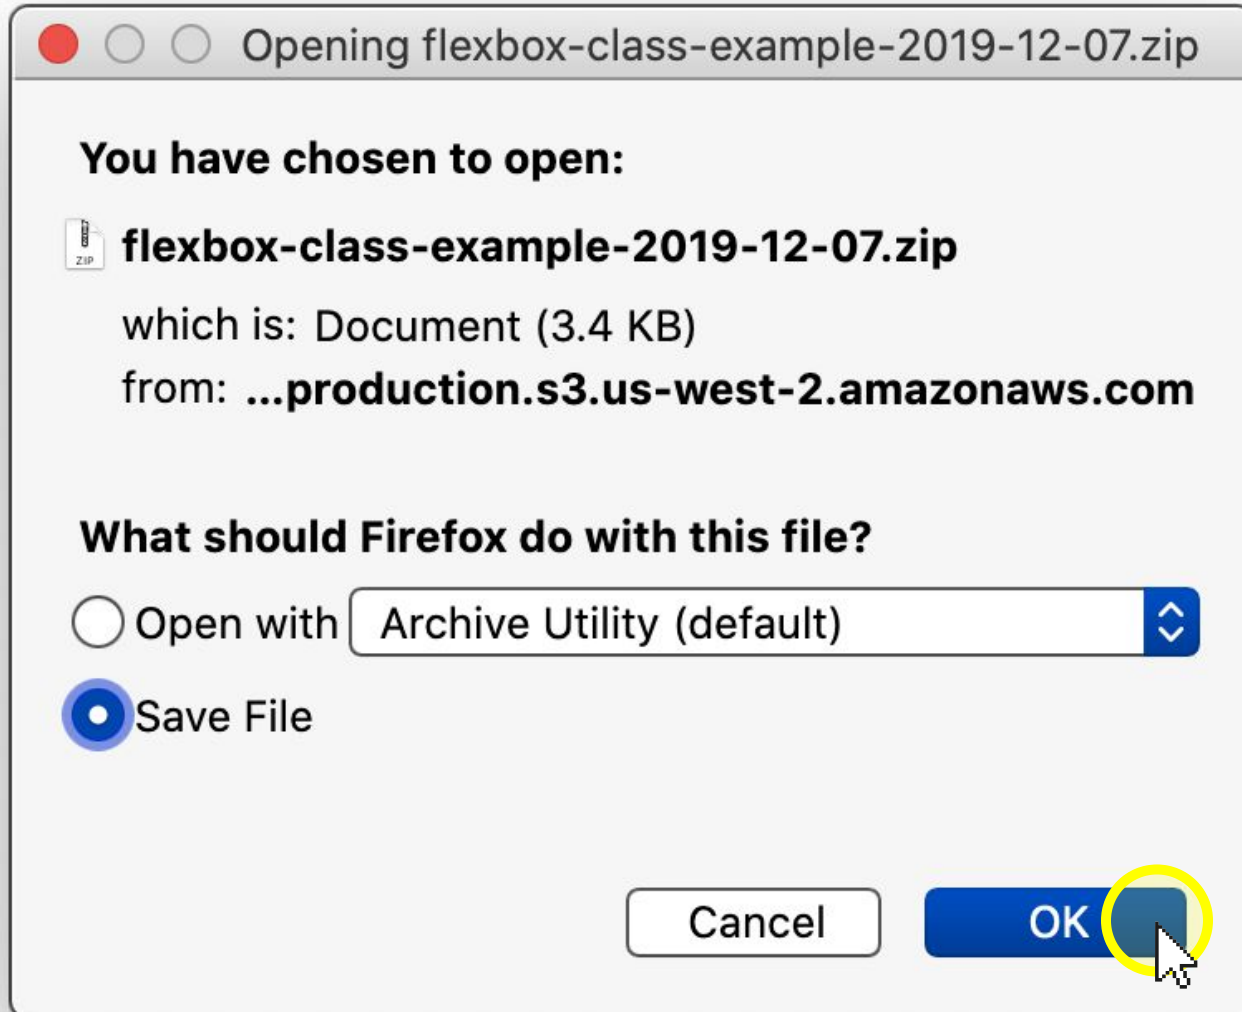 Opening flexbox-class-example-2019-12-07.zip
You have chosen to open:
ZIP
flexbox-class-example-2019-12-07.zip
which is: Document (3.4 KB)
from: ...production.s3.us-west-2.amazonaws.com
What should Firefox do with this file?
Open with Archive Utility (default)
Save File
Cancel OK